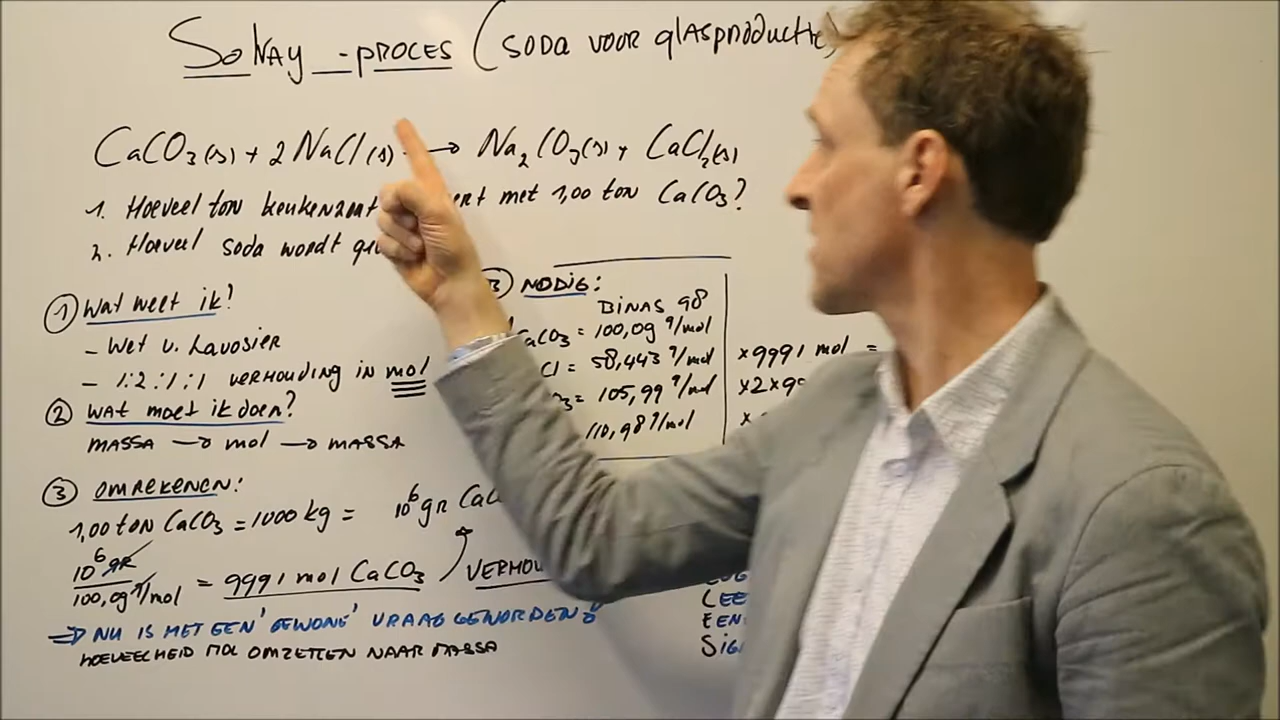 SolVAY - PROCES (SODA VOOR glasproductie)
CaCO3(s) + 2 NaCl(s) → Na2CO3(s) + CaCl2(s)
1. Hoeveel ton keukenzout met 1,00 ton CaCO3?
2. Hoeveel soda wordt
① Wat weet ik?
- Wet v. Lavosier
- 1:2:1:1 verhouding in mol
② Wat moet ik doen?
MASSA → mol → MASSA
③ OMREKENEN:
1,00 ton CaCO3 = 1000 kg = 10^6 gr
10^6 gr
100,09 g/mol = 9991 mol CaCO3
⇒ NU IS HET EEN 'GEWONE' VRAAG GEWORDEN:
HOEVEELHEID MOL OMZETTEN NAAR MASSA
③ NODIG:
BINAS 98
CaCO3 = 100,09 g/mol
Cl = 58,443 g/mol
O3 = 105,99 g/mol
110,98 g/mol
×9991 mol =
×2×99
×
EEN